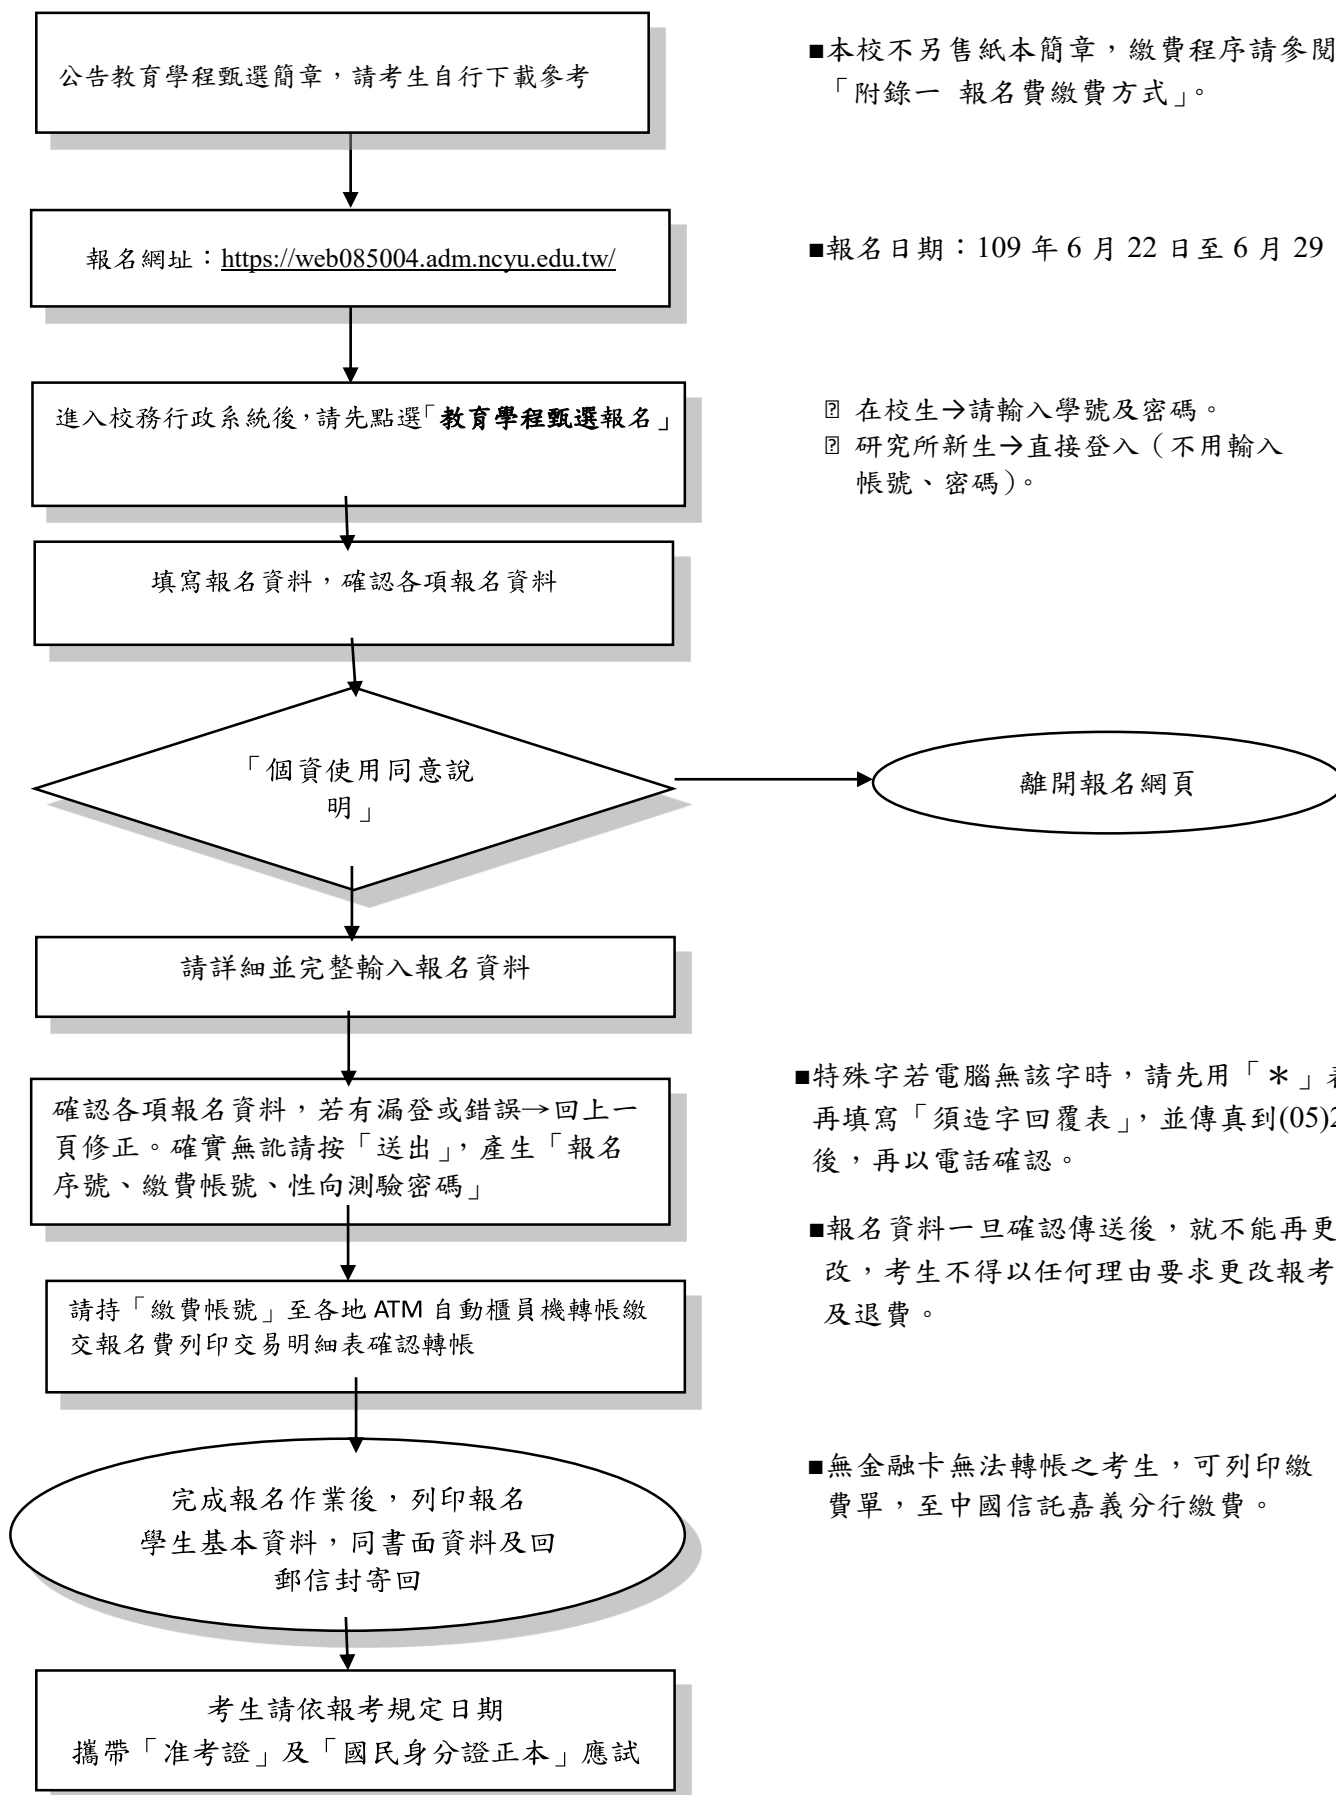 公告教育學程甄選簡章，請考生自行下載參考
■本校不另售紙本簡章，繳費程序請參閱
「附錄一 報名費繳費方式」。
報名網址：https://web085004.adm.ncyu.edu.tw/
■報名日期：109 年 6 月 22 日至 6 月 29
進入校務行政系統後，請先點選「教育學程甄選報名」
在校生→請輸入學號及密碼。
研究所新生→直接登入（不用輸入
帳號、密碼）。
填寫報名資料，確認各項報名資料
「個資使用同意說
明」
離開報名網頁
請詳細並完整輸入報名資料
確認各項報名資料，若有漏登或錯誤→回上一
頁修正。確實無訛請按「送出」，產生「報名
序號、繳費帳號、性向測驗密碼」
■特殊字若電腦無該字時，請先用「＊」
再填寫「須造字回覆表」，並傳真到(05)2
後，再以電話確認。
■報名資料一旦確認傳送後，就不能再更
改，考生不得以任何理由要求更改報考
及退費。
請持「繳費帳號」至各地 ATM 自動櫃員機轉帳繳
交報名費列印交易明細表確認轉帳
■無金融卡無法轉帳之考生，可列印繳
費單，至中國信託嘉義分行繳費。
完成報名作業後，列印報名
學生基本資料，同書面資料及回
郵信封寄回
考生請依報考規定日期
攜帶「准考證」及「國民身分證正本」應試